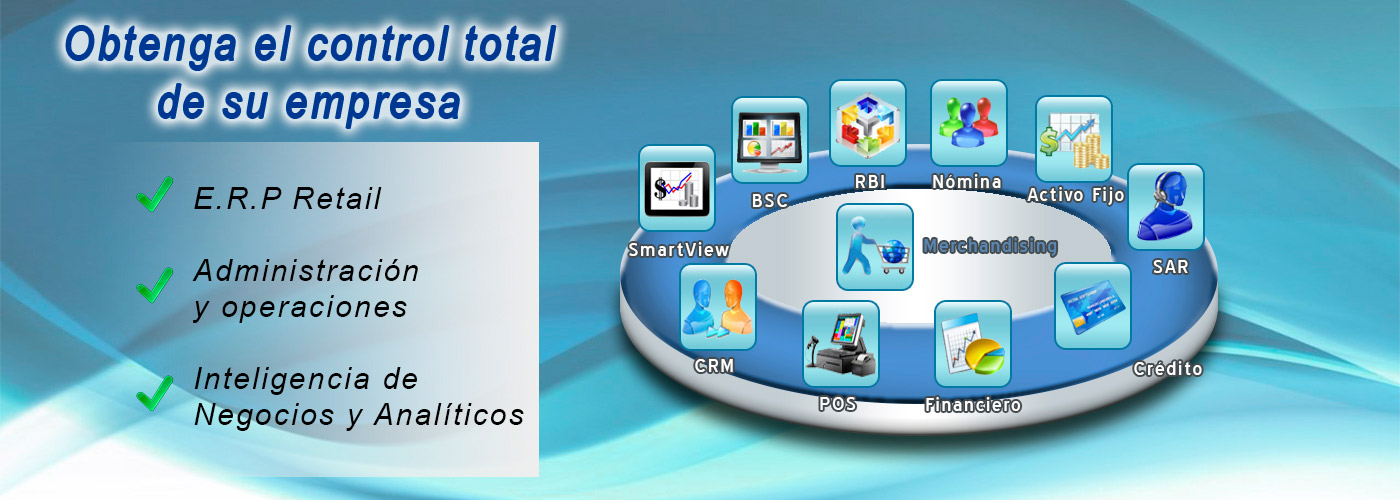 Obtenga el control total
de su empresa
E.R.P Retail
Administración
y operaciones
Inteligencia de
Negocios y Analíticos
SmartView
BSC
RBI
Nómina
Activo Fijo
SAR
Merchandising
CRM
POS
Financiero
Crédito